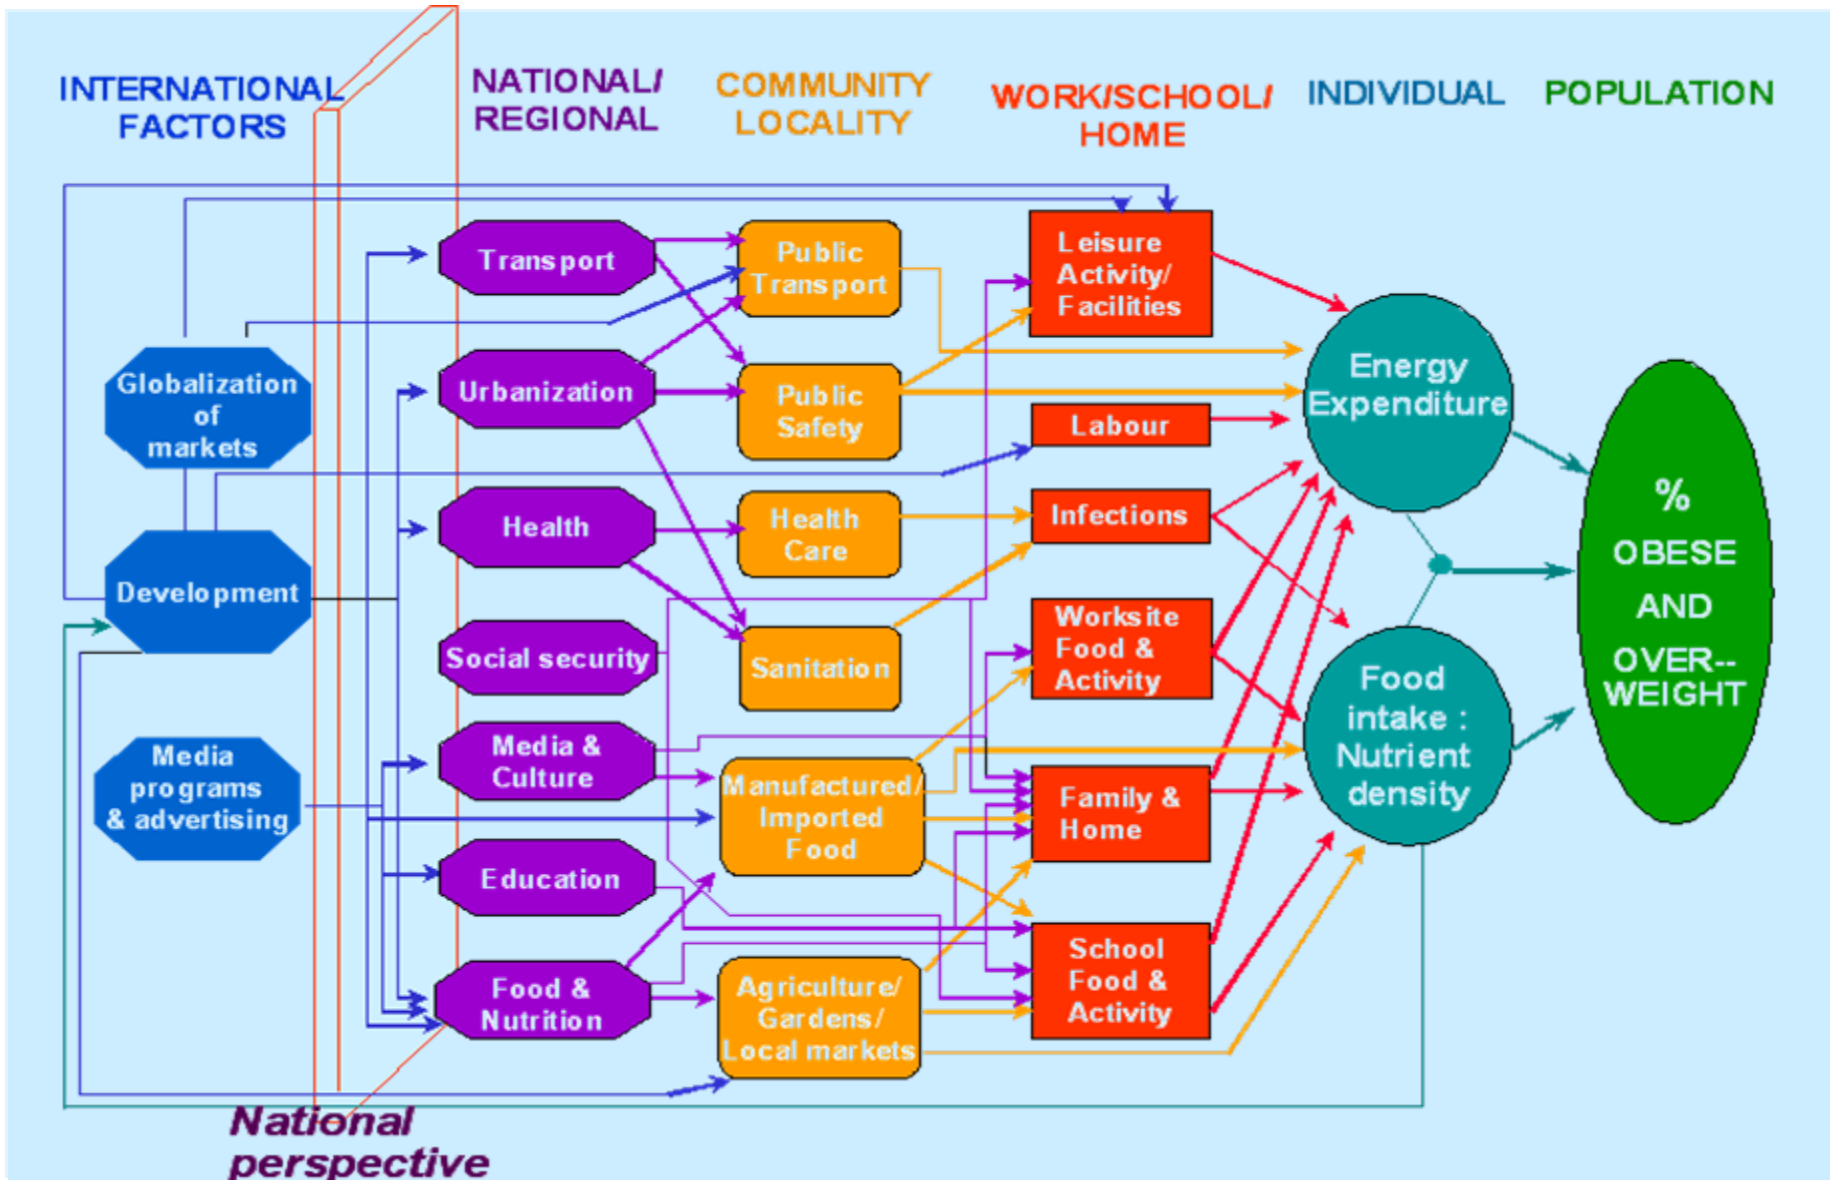 INTERNATIONAL
FACTORS
NATIONAL/
REGIONAL
COMMUNITY
LOCALITY
WORK/SCHOOL/
HOME
INDIVIDUAL
POPULATION
Globalization
of
markets
Development
Media
programs
& advertising
Transport
Urbanization
Health
Social security
Media &
Culture
Education
Food &
Nutrition
Public
Transport
Public
Safety
Health
Care
Sanitation
Manufactured/
Imported
Food
Agriculture/
Gardens/
Local markets
Leisure
Activity/
Facilities
Labour
Infections
Worksite
Food &
Activity
Family &
Home
School
Food &
Activity
Energy
Expenditure
Food
intake :
Nutrient
density
%
OBESE
AND
OVER--
WEIGHT
National
perspective